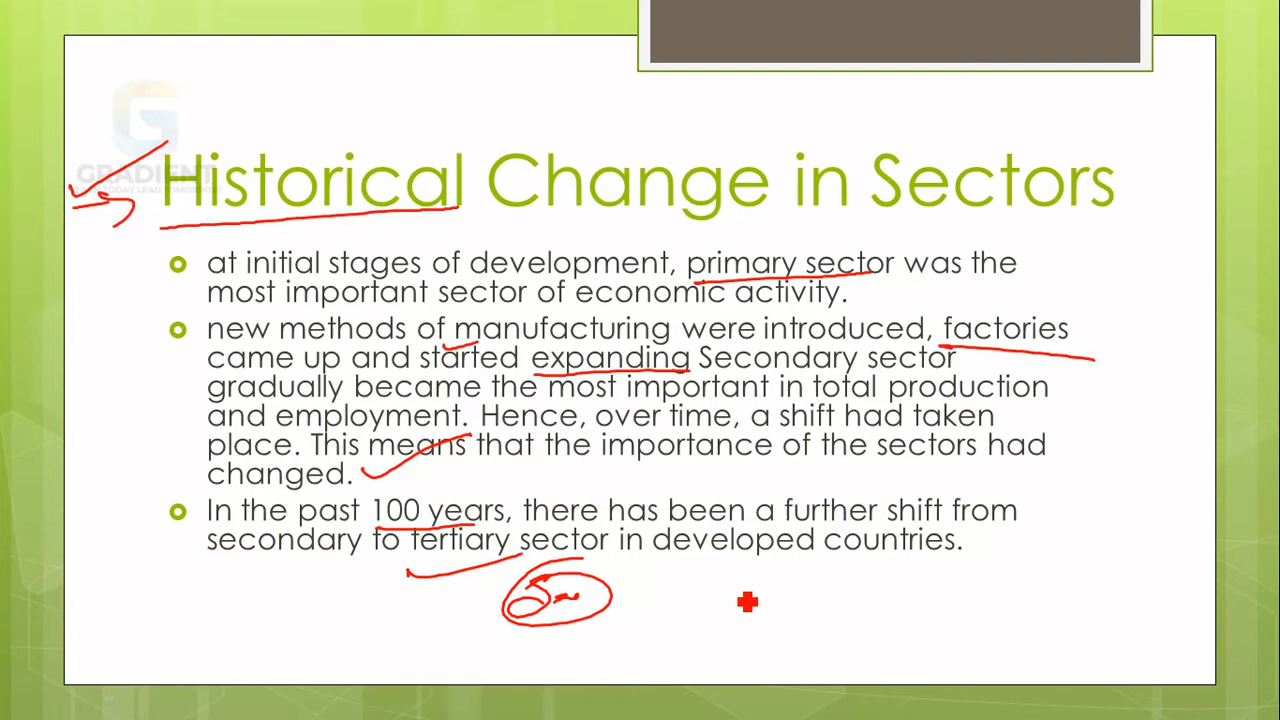 GRADIENT
Historical Change in Sectors
at initial stages of development, primary sector was the
most important sector of economic activity.
new methods of manufacturing were introduced, factories
came up and started expanding Secondary sector
gradually became the most important in total production
and employment. Hence, over time, a shift had taken
place. This means that the importance of the sectors had
changed.
In the past 100 years, there has been a further shift from
secondary to tertiary sector in developed countries.